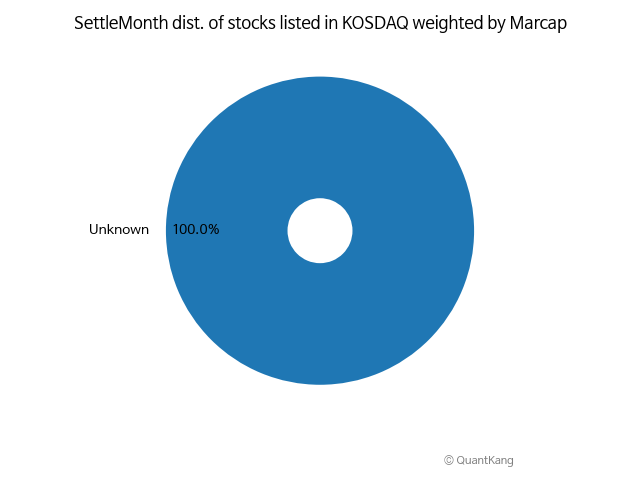 SettleMonth dist. of stocks listed in KOSDAQ weighted by Marcap
Unknown 100.0%
© QuantKang